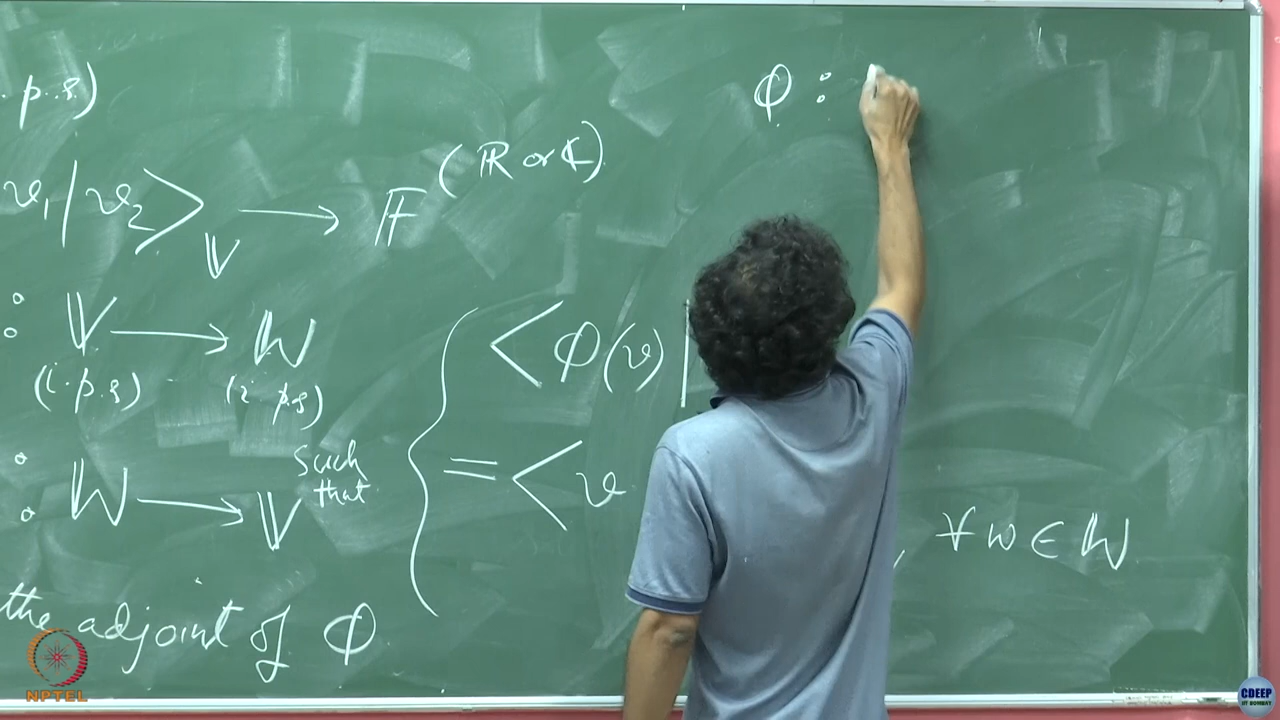 . p.s)
Φ :
v₁|v₂>_𝕍 → 𝔽 (ℝ or ℂ)
: 𝕍 → 𝕎
(i.p.s) (i.p.s)
: 𝕎 → 𝕍 such that
{ <Φ(v)|
= <v
, ∀ w ∈ 𝕎
the adjoint of Φ
NPTEL
CDEEP
IIT BOMBAY